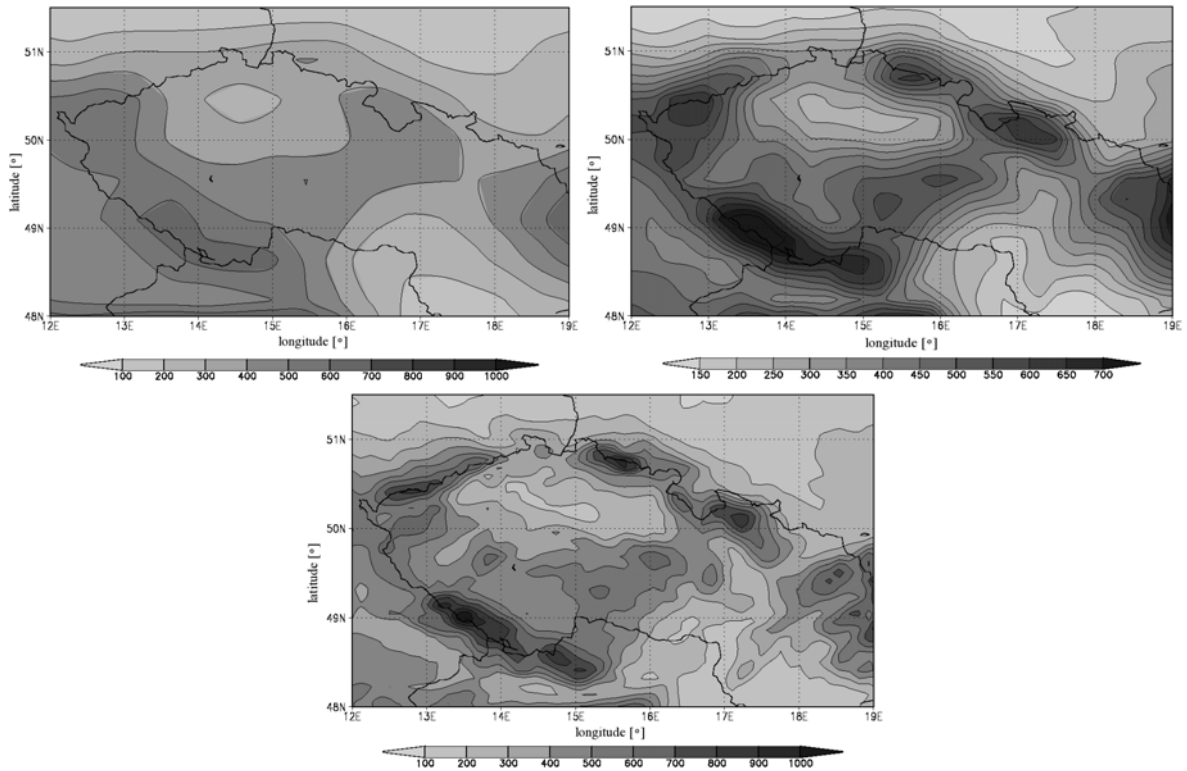 51N
50N
49N
48N
latitude [°]
12E 13E 14E 15E 16E 17E 18E 19E
longitude [°]
100 200 300 400 500 600 700 800 900 1000
51N
50N
49N
48N
latitude [°]
12E 13E 14E 15E 16E 17E 18E 19E
longitude [°]
150 200 250 300 350 400 450 500 550 600 650 700
51N
50N
49N
48N
latitude [°]
12E 13E 14E 15E 16E 17E 18E 19E
longitude [°]
100 200 300 400 500 600 700 800 900 1000